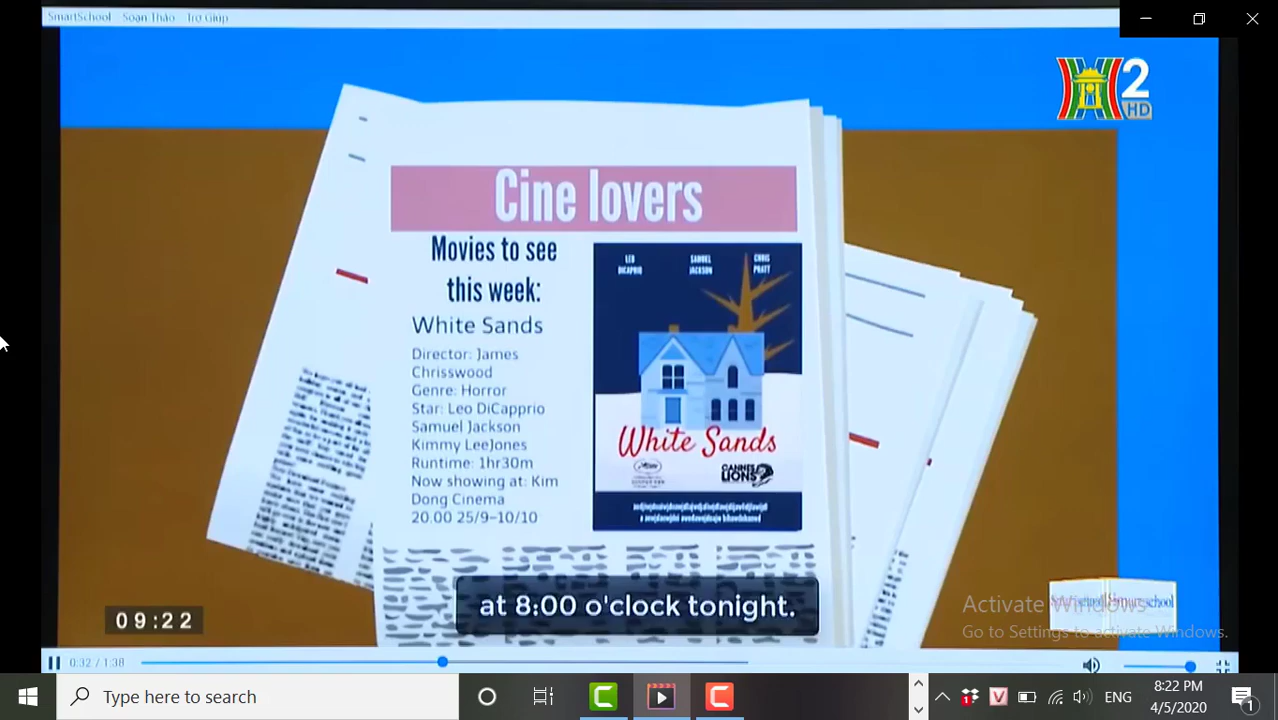 SmartSchool Soạn Thảo Trợ Giúp
2
HD
Cine lovers
Movies to see
this week:
White Sands
Director: James
Chrisswood
Genre: Horror
Star: Leo DiCapprio
Samuel Jackson
Kimmy LeeJones
Runtime: 1hr30m
Now showing at: Kim
Dong Cinema
20.00 25/9-10/10
LEO SAMUEL CHRIS
DICAPRIO JACKSON PRATT
White Sands
CANNES
LIONS
at 8:00 o'clock tonight.
09:22
Smartschool
Activate Windows
Go to Settings to activate Windows.
0:32 / 1:38
Type here to search
ENG
8:22 PM
4/5/2020
1